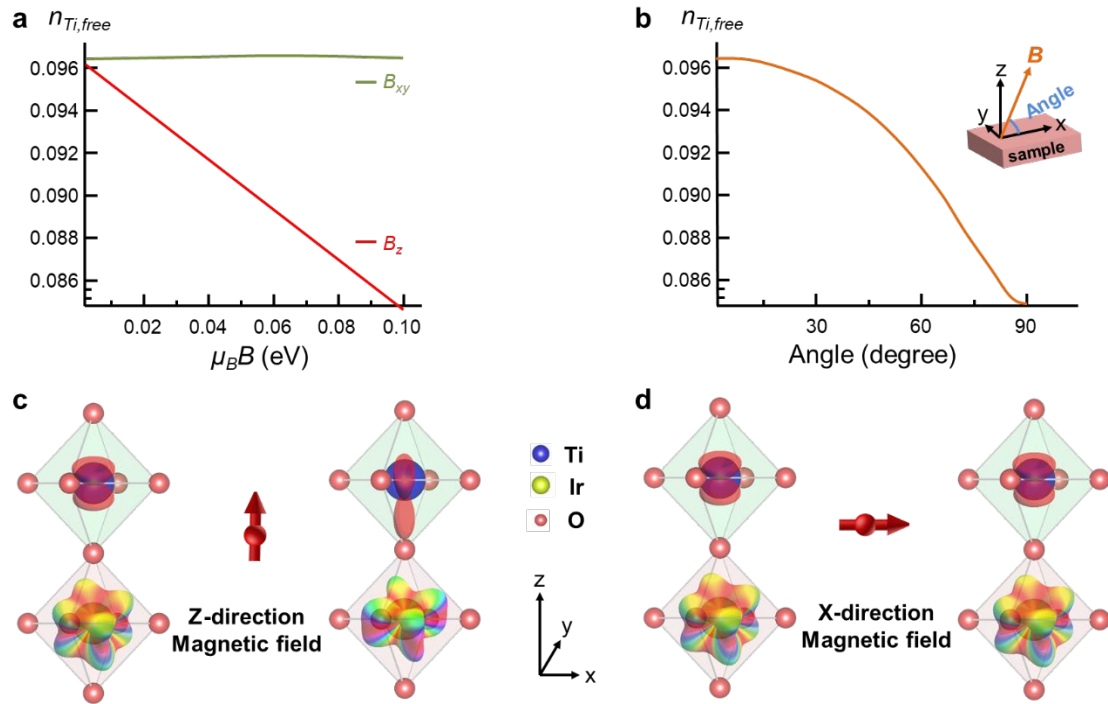 a
n_Ti,free
0.096
0.094
0.092
0.090
0.088
0.086
B_xy
B_z
0.02 0.04 0.06 0.08 0.10
μ_B B (eV)
b
n_Ti,free
0.096
0.094
0.092
0.090
0.088
0.086
z
B
y
Angle
x
sample
30 60 90
Angle (degree)
c
Z-direction
Magnetic field
Ti
Ir
O
z
y
x
d
X-direction
Magnetic field